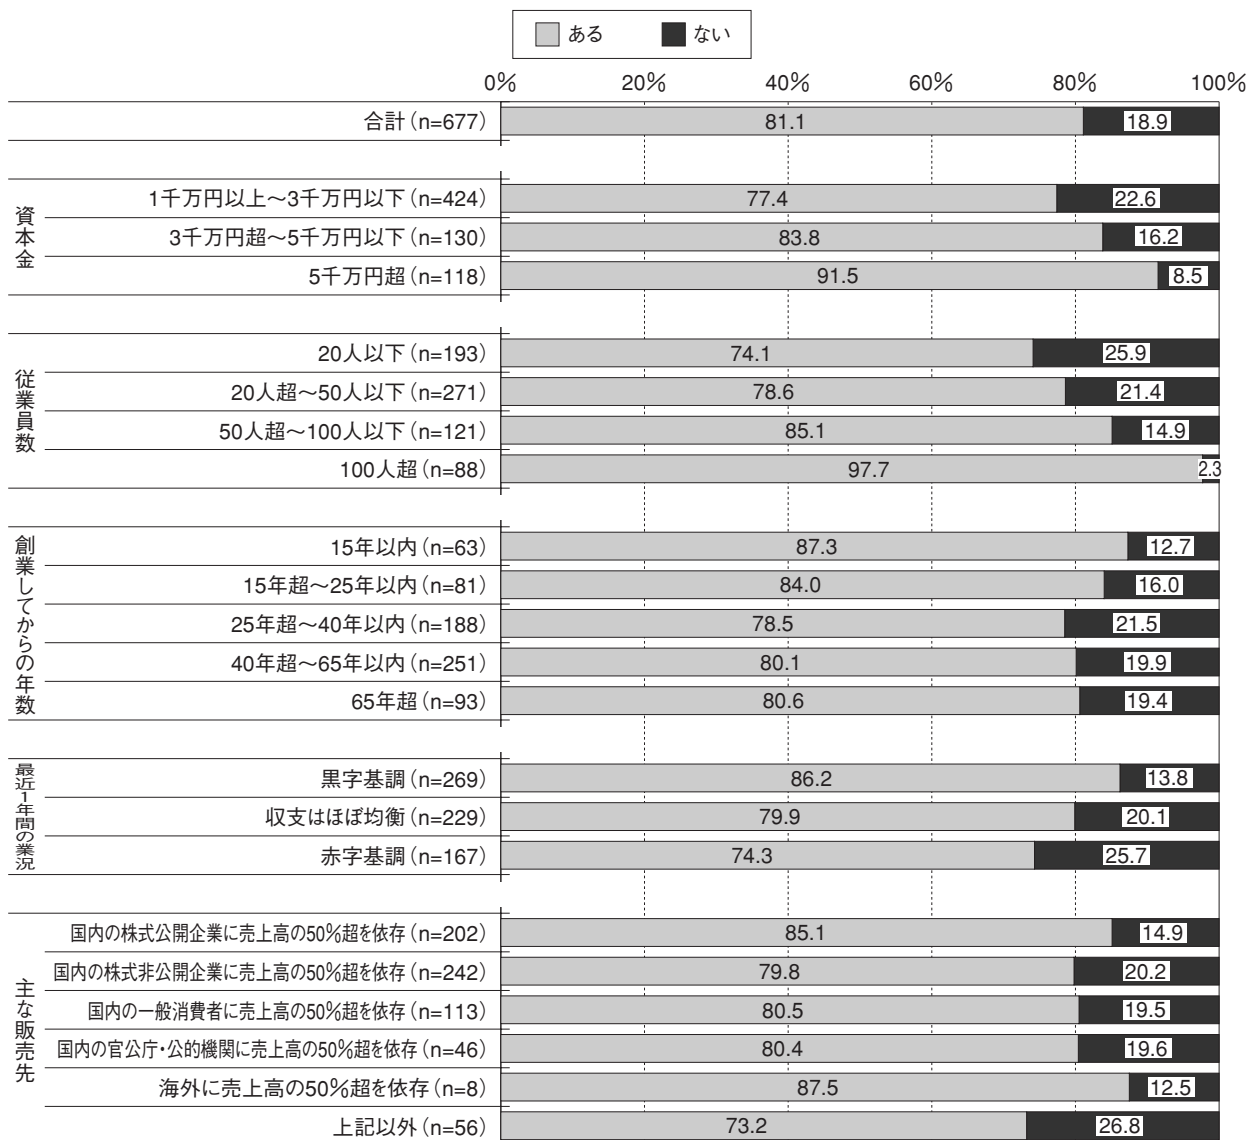 ある ない
0% 20% 40% 60% 80% 100%
合計(n=677) 81.1 18.9
資本金
1千万円以上〜3千万円以下(n=424) 77.4 22.6
3千万円超〜5千万円以下(n=130) 83.8 16.2
5千万円超(n=118) 91.5 8.5
従業員数
20人以下(n=193) 74.1 25.9
20人超〜50人以下(n=271) 78.6 21.4
50人超〜100人以下(n=121) 85.1 14.9
100人超(n=88) 97.7 2.3
創業してからの年数
15年以内(n=63) 87.3 12.7
15年超〜25年以内(n=81) 84.0 16.0
25年超〜40年以内(n=188) 78.5 21.5
40年超〜65年以内(n=251) 80.1 19.9
65年超(n=93) 80.6 19.4
最近1年間の業況
黒字基調(n=269) 86.2 13.8
収支はほぼ均衡(n=229) 79.9 20.1
赤字基調(n=167) 74.3 25.7
主な販売先
国内の株式公開企業に売上高の50%超を依存(n=202) 85.1 14.9
国内の株式非公開企業に売上高の50%超を依存(n=242) 79.8 20.2
国内の一般消費者に売上高の50%超を依存(n=113) 80.5 19.5
国内の官公庁・公的機関に売上高の50%超を依存(n=46) 80.4 19.6
海外に売上高の50%超を依存(n=8) 87.5 12.5
上記以外(n=56) 73.2 26.8